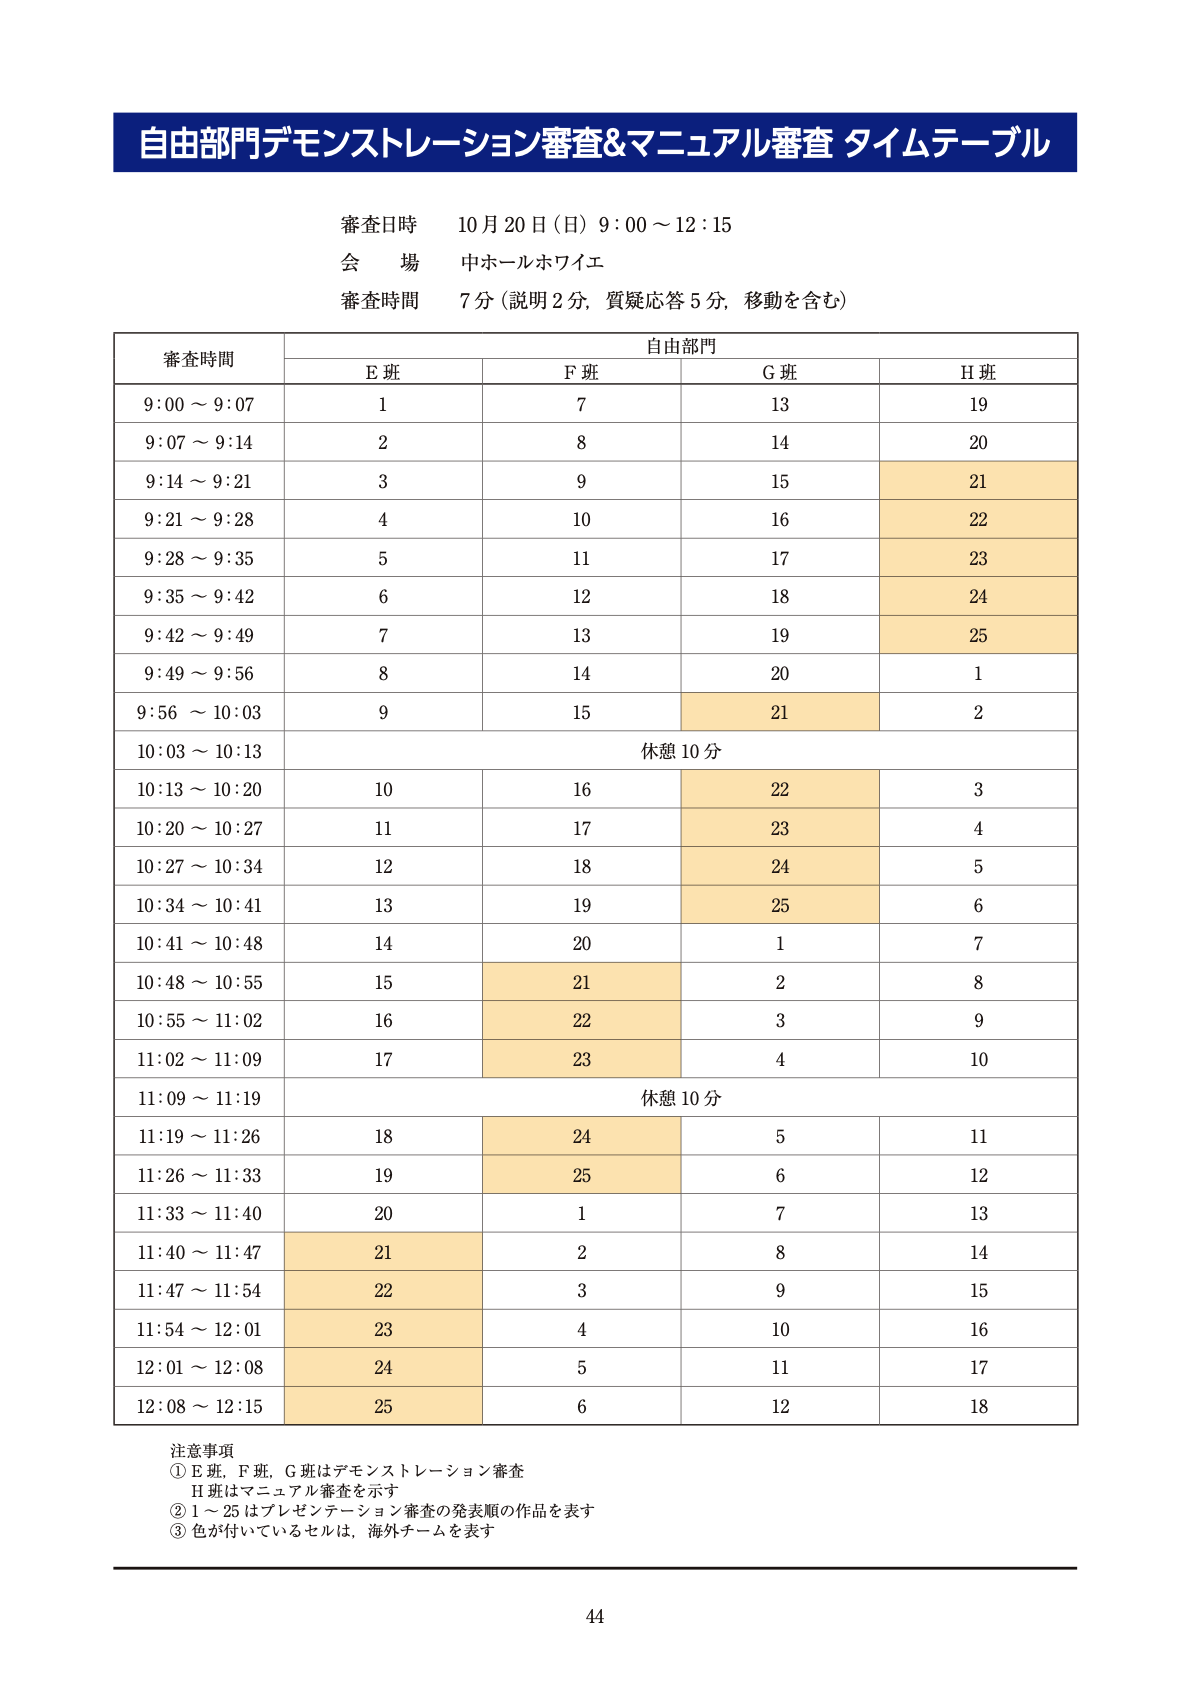 自由部門デモンストレーション審査&マニュアル審査 タイムテーブル
審査日時 10月20日(日) 9:00～12:15
会 場 中ホールホワイエ
審査時間 7分(説明2分, 質疑応答5分, 移動を含む)
審査時間 自由部門
E班 F班 G班 H班
9:00 ～ 9:07 1 7 13 19
9:07 ～ 9:14 2 8 14 20
9:14 ～ 9:21 3 9 15 21
9:21 ～ 9:28 4 10 16 22
9:28 ～ 9:35 5 11 17 23
9:35 ～ 9:42 6 12 18 24
9:42 ～ 9:49 7 13 19 25
9:49 ～ 9:56 8 14 20 1
9:56 ～ 10:03 9 15 21 2
10:03 ～ 10:13 休憩10分
10:13 ～ 10:20 10 16 22 3
10:20 ～ 10:27 11 17 23 4
10:27 ～ 10:34 12 18 24 5
10:34 ～ 10:41 13 19 25 6
10:41 ～ 10:48 14 20 1 7
10:48 ～ 10:55 15 21 2 8
10:55 ～ 11:02 16 22 3 9
11:02 ～ 11:09 17 23 4 10
11:09 ～ 11:19 休憩10分
11:19 ～ 11:26 18 24 5 11
11:26 ～ 11:33 19 25 6 12
11:33 ～ 11:40 20 1 7 13
11:40 ～ 11:47 21 2 8 14
11:47 ～ 11:54 22 3 9 15
11:54 ～ 12:01 23 4 10 16
12:01 ～ 12:08 24 5 11 17
12:08 ～ 12:15 25 6 12 18
注意事項
① E班, F班, G班はデモンストレーション審査
H班はマニュアル審査を示す
② 1～25はプレゼンテーション審査の発表順の作品を表す
③ 色が付いているセルは, 海外チームを表す
44